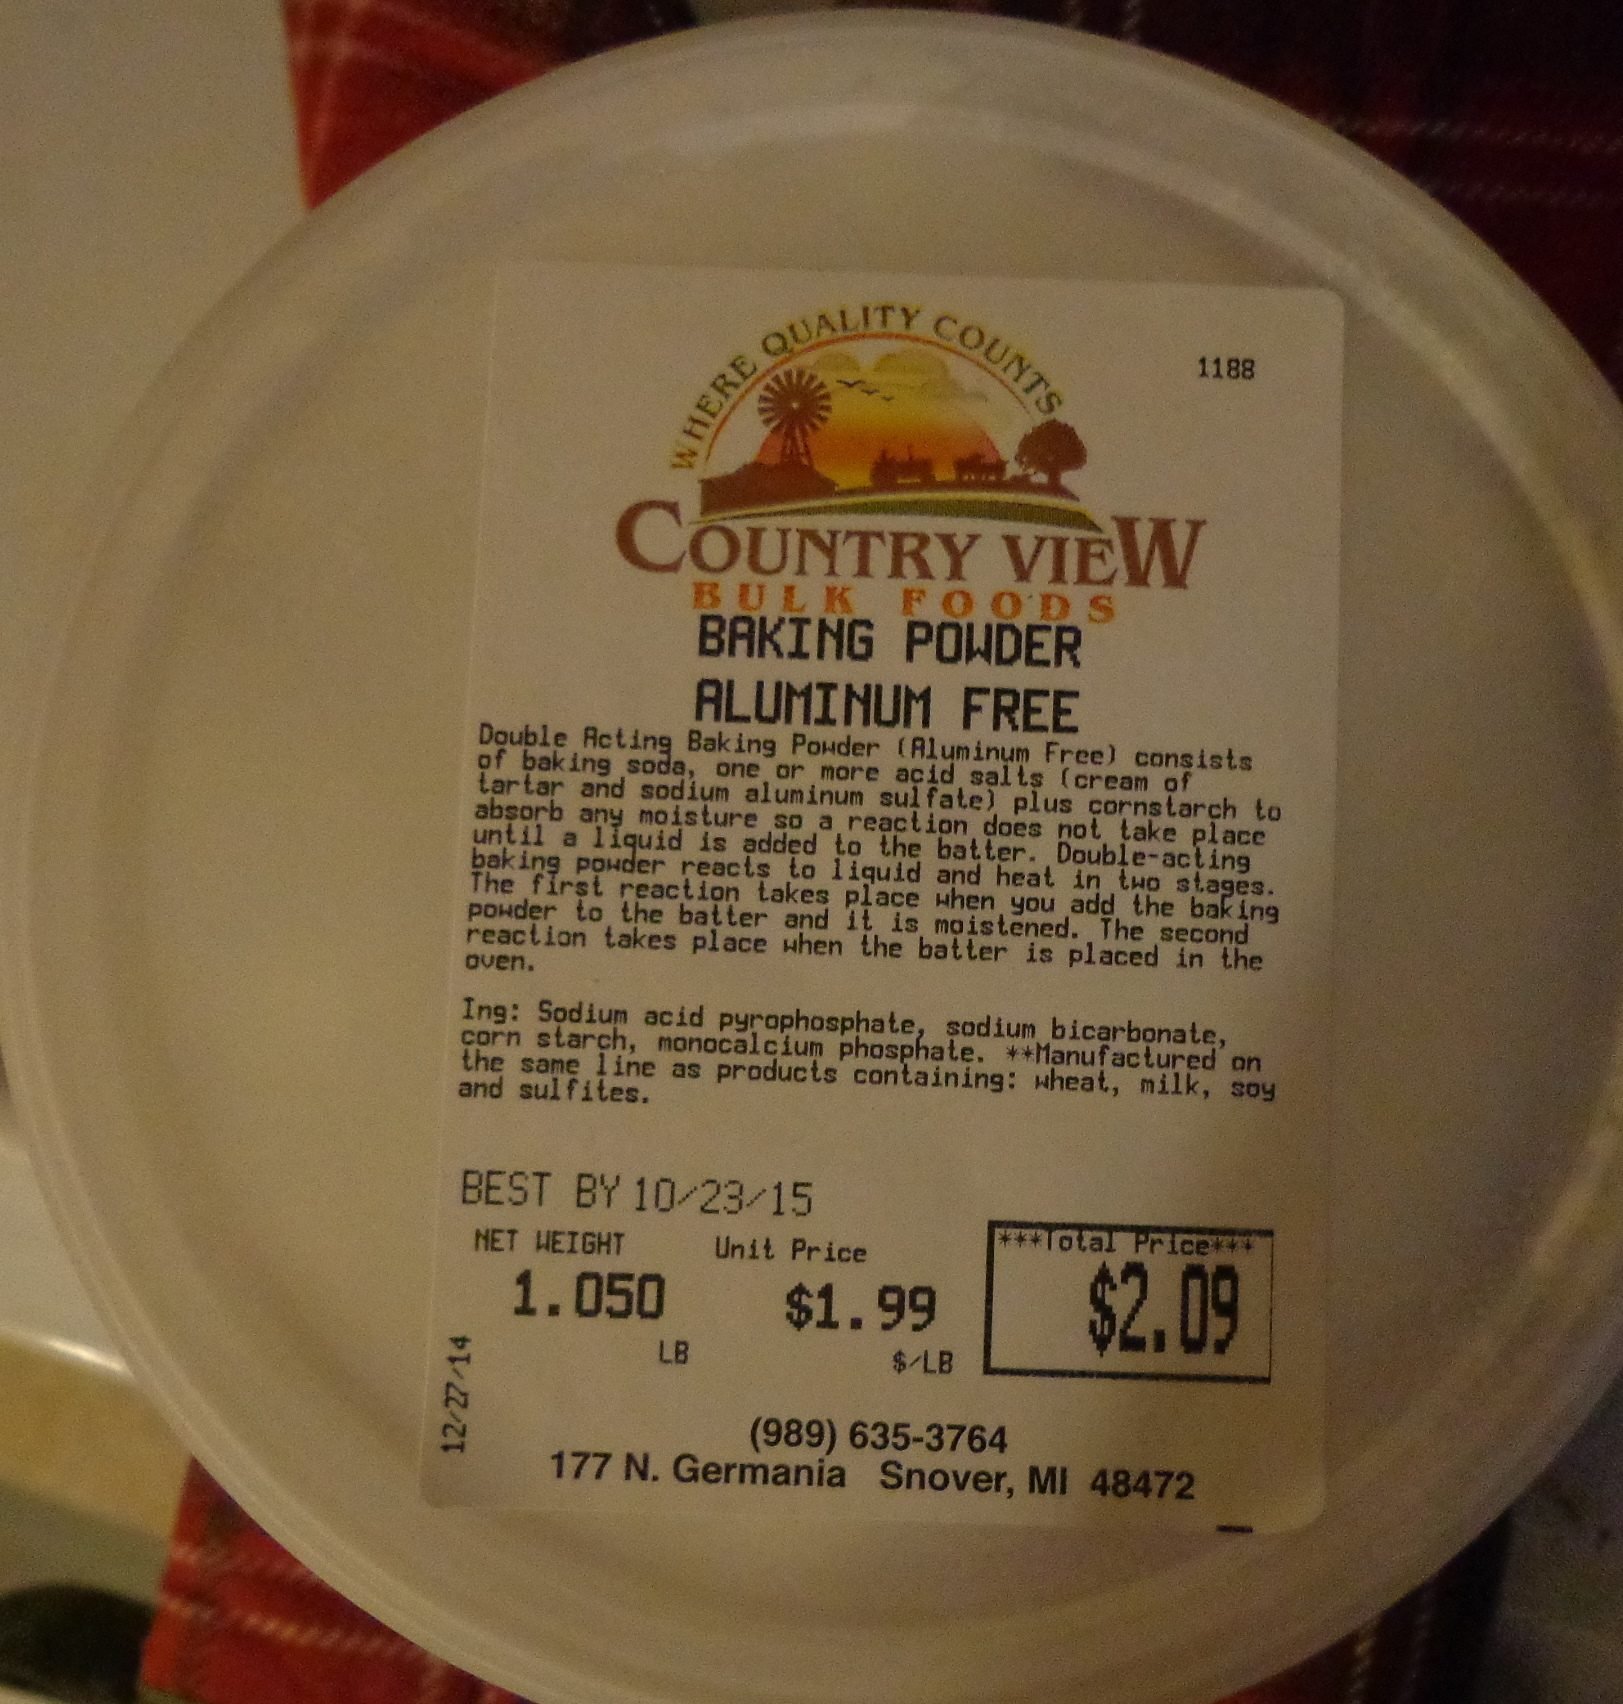 WHERE QUALITY COUNTS
1188
COUNTRY VIEW
BULK FOODS
BAKING POWDER
ALUMINUM FREE
Double Acting Baking Powder (Aluminum Free) consists
of baking soda, one or more acid salts (cream of
tartar and sodium aluminum sulfate) plus cornstarch to
absorb any moisture so a reaction does not take place
until a liquid is added to the batter. Double-acting
baking powder reacts to liquid and heat in two stages.
The first reaction takes place when you add the baking
powder to the batter and it is moistened. The second
reaction takes place when the batter is placed in the
oven.
Ing: Sodium acid pyrophosphate, sodium bicarbonate,
corn starch, monocalcium phosphate. **Manufactured on
the same line as products containing: wheat, milk, soy
and sulfites.
BEST BY 10/23/15
NET WEIGHT Unit Price ***Total Price***
1.050 $1.99 $2.09
LB $/LB
12/27/14
(989) 635-3764
177 N. Germania Snover, MI 48472